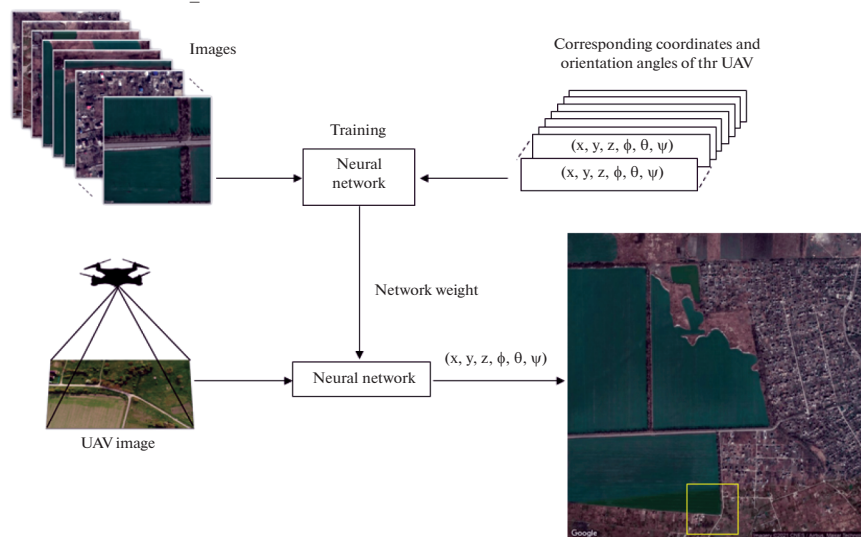 Images
Corresponding coordinates and
orientation angles of thr UAV
Training
Neural
network
(x, y, z, ϕ, θ, ψ)
(x, y, z, ϕ, θ, ψ)
Network weight
Neural network
(x, y, z, ϕ, θ, ψ)
UAV image
Google